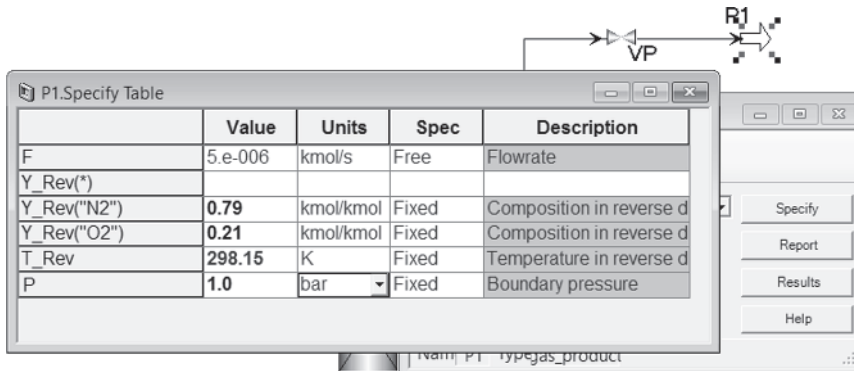 R1
VP
P1.Specify Table
Value Units Spec Description
F 5.e-006 kmol/s Free Flowrate
Y_Rev(*)
Y_Rev("N2") 0.79 kmol/kmol Fixed Composition in reverse d
Y_Rev("O2") 0.21 kmol/kmol Fixed Composition in reverse d
T_Rev 298.15 K Fixed Temperature in reverse d
P 1.0 bar Fixed Boundary pressure
Specify
Report
Results
Help
P1 gas_product